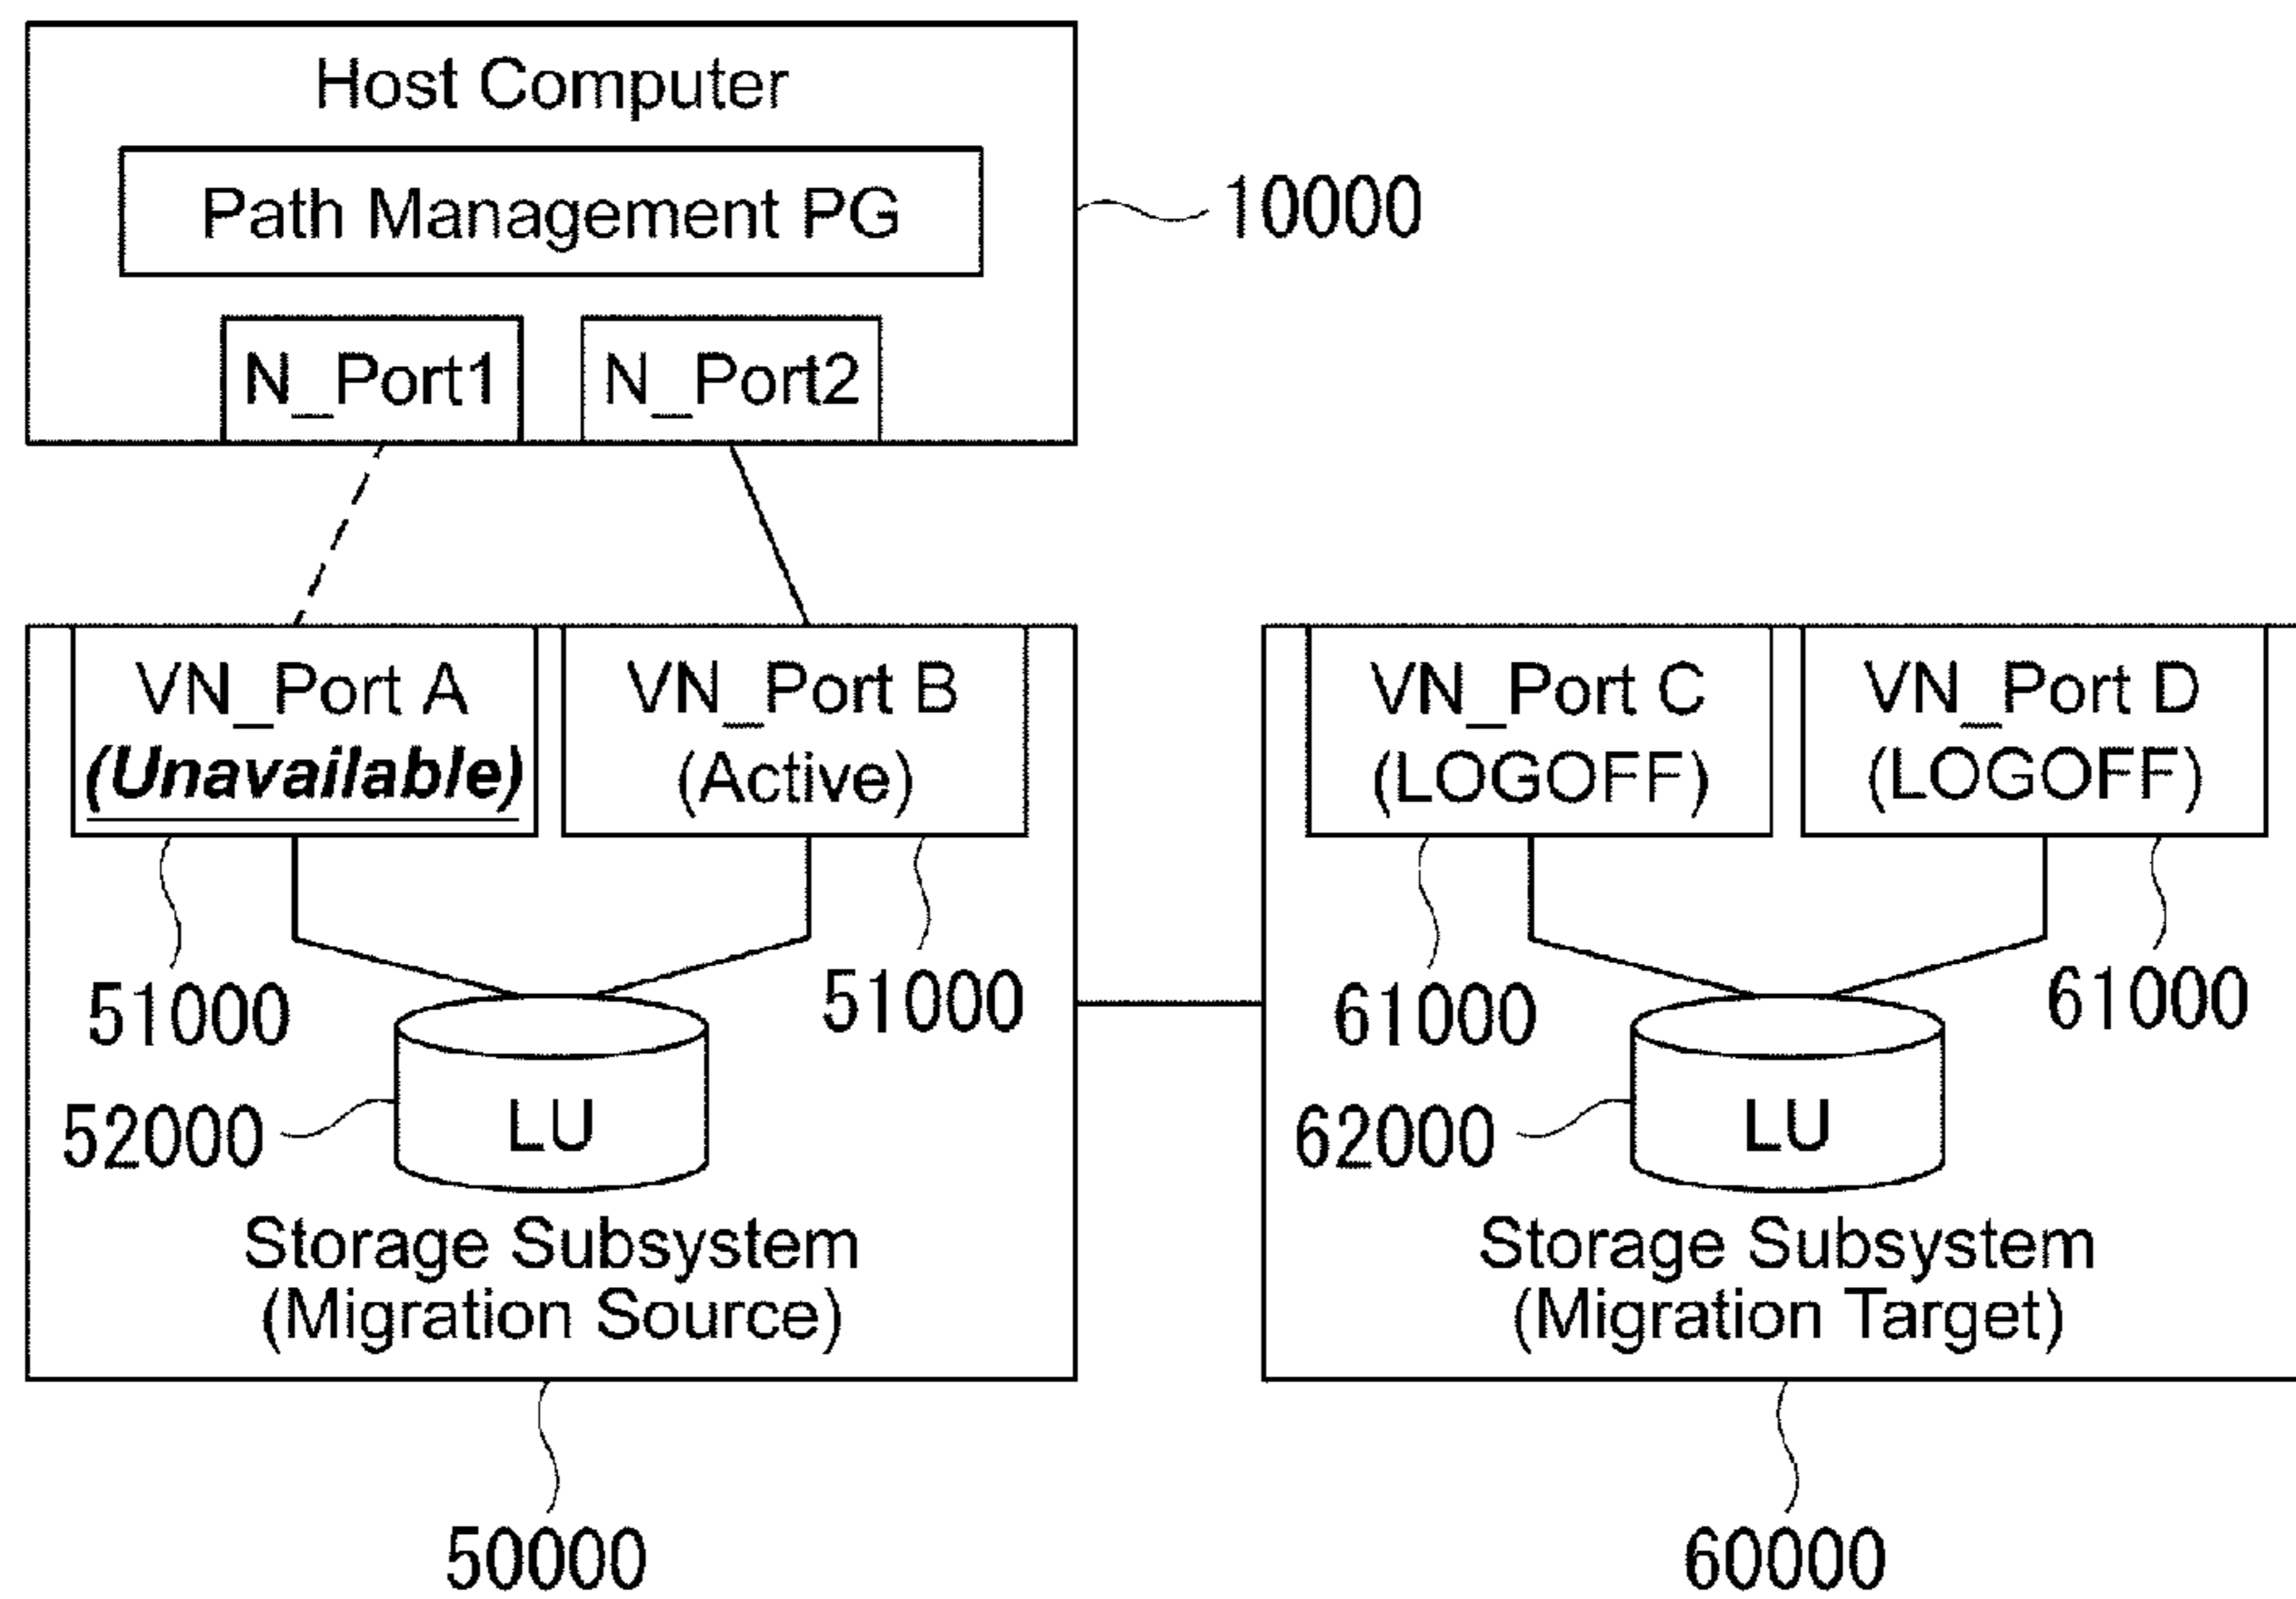 Host Computer
Path Management PG
10000
N_Port1
N_Port2
VN_Port A
(Unavailable)
VN_Port B
(Active)
VN_Port C
(LOGOFF)
VN_Port D
(LOGOFF)
51000
51000
61000
61000
52000
LU
62000
LU
Storage Subsystem
(Migration Source)
Storage Subsystem
(Migration Target)
50000
60000